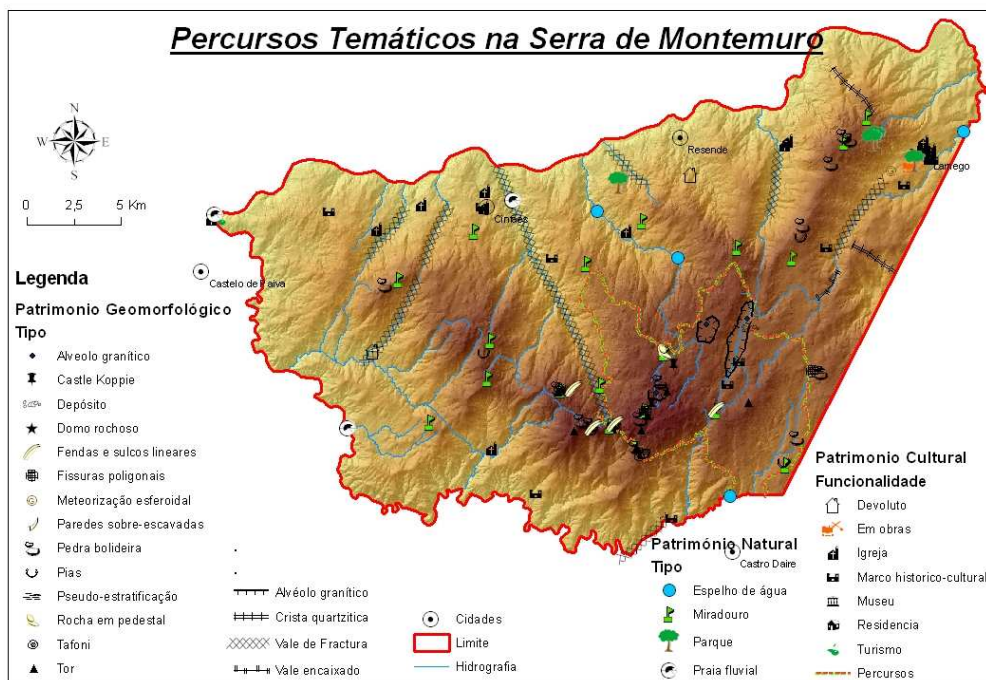 Percursos Temáticos na Serra de Montemuro
N
W
E
S
0 2,5 5 Km
Resende
Lamego
Cinfães
Castelo de Paiva
Castro Daire
Legenda
Patrimonio Geomorfológico
Tipo
Alveolo granítico
Castle Koppie
Depósito
Domo rochoso
Fendas e sulcos lineares
Fissuras poligonais
Meteorização esferoidal
Paredes sobre-escavadas
Pedra bolideira
Pias
Pseudo-estratificação
Rocha em pedestal
Tafoni
Tor
Alvéolo granítico
Crista quartzitica
Vale de Fractura
Vale encaixado
Cidades
Limite
Hidrografia
Património Natural
Tipo
Espelho de água
Miradouro
Parque
Praia fluvial
Patrimonio Cultural
Funcionalidade
Devoluto
Em obras
Igreja
Marco historico-cultural
Museu
Residencia
Turismo
Percursos